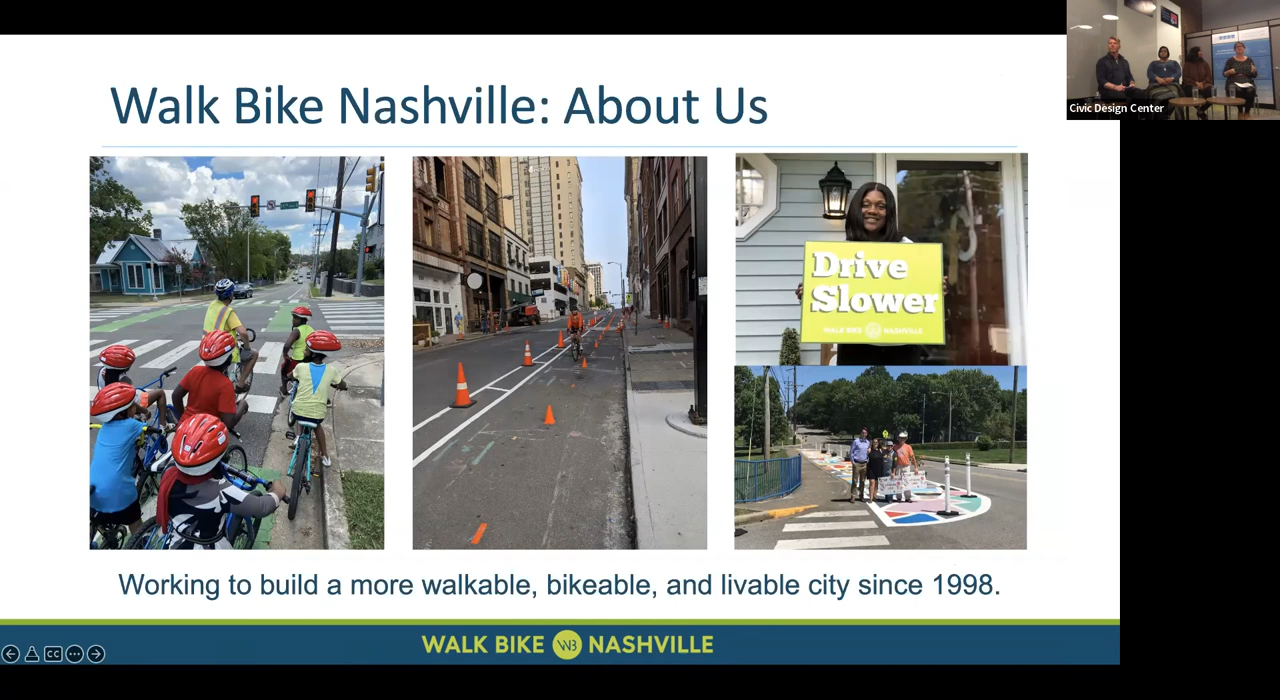 Walk Bike Nashville: About Us
Civic Design Center
Drive
Slower
WALK BIKE NASHVILLE
Working to build a more walkable, bikeable, and livable city since 1998.
CC
WALK BIKE WB NASHVILLE